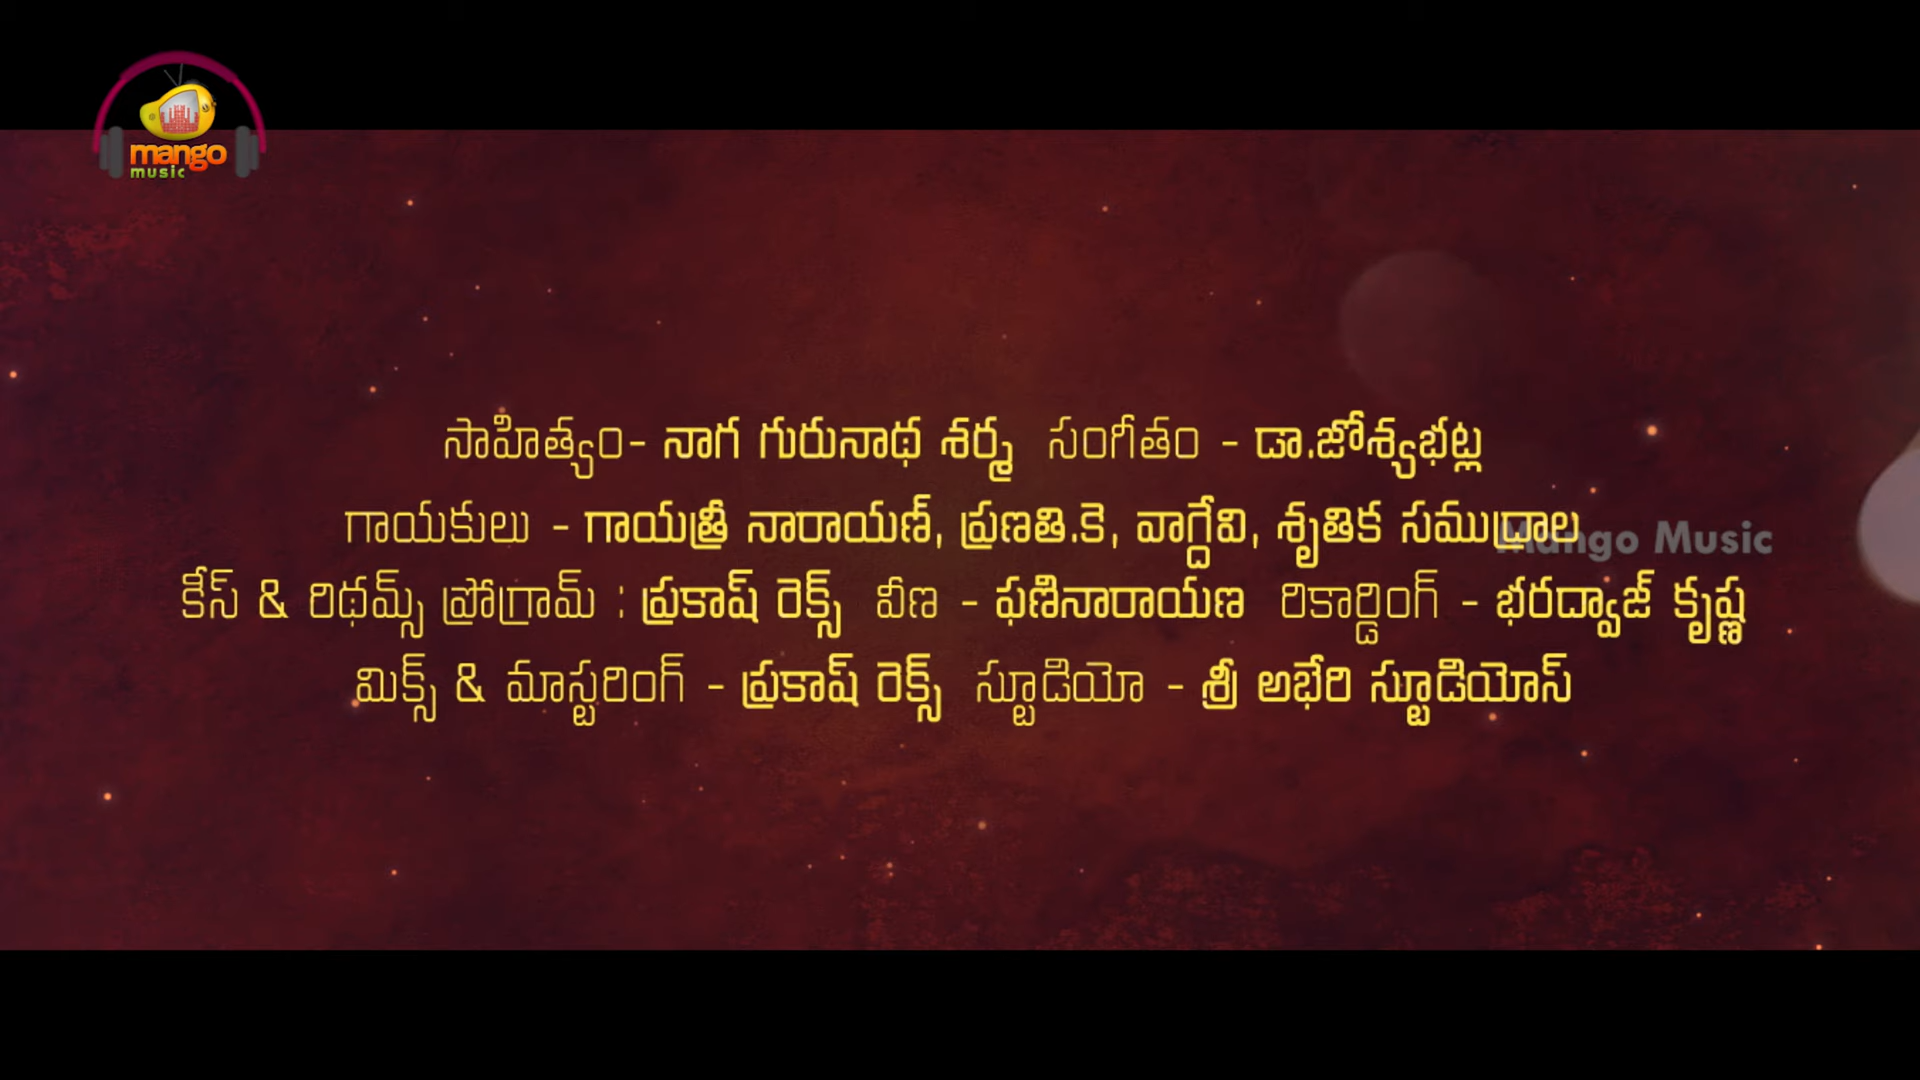 mango
music
సాహిత్యం- నాగ గురునాథ శర్మ సంగీతం - డా.జోశ్యభట్ల
గాయకులు - గాయత్రీ నారాయణ్, ప్రణతి.కె, వాగ్దేవి, శృతిక సముద్రాల
Mango Music
కీస్ & రిథమ్స్ ప్రోగ్రామ్ : ప్రకాష్ రెక్స్ వీణ - ఫణినారాయణ రికార్డింగ్ - భరద్వాజ్ కృష్ణ
మిక్స్ & మాస్టరింగ్ - ప్రకాష్ రెక్స్ స్టూడియో - శ్రీ అభేరి స్టూడియోస్